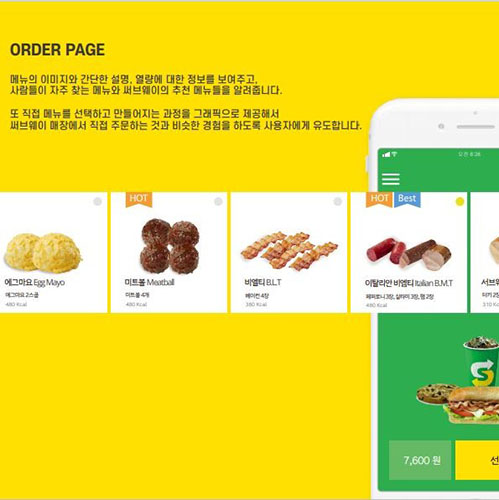 ORDER PAGE
메뉴의 이미지와 간단한 설명, 열량에 대한 정보를 보여주고,
사람들이 자주 찾는 메뉴와 써브웨이의 추천 메뉴들을 알려줍니다.
또 직접 메뉴를 선택하고 만들어지는 과정을 그래픽으로 제공해서
써브웨이 매장에서 직접 주문하는 것과 비슷한 경험을 하도록 사용자에게 유도합니다.
오전 8:36
HOT
HOT
Best
에그마요 Egg Mayo
에그마요 2스쿱
480 Kcal
미트볼 Meatball
미트볼 4개
480 Kcal
비엘티 B.L.T
베이컨 4장
380 Kcal
이탈리안 비엠티 Italian B.M.T
페퍼로니 3장, 살라미 3장, 햄 2장
480 Kcal
써브웨
터키 2장
7,600 원
선